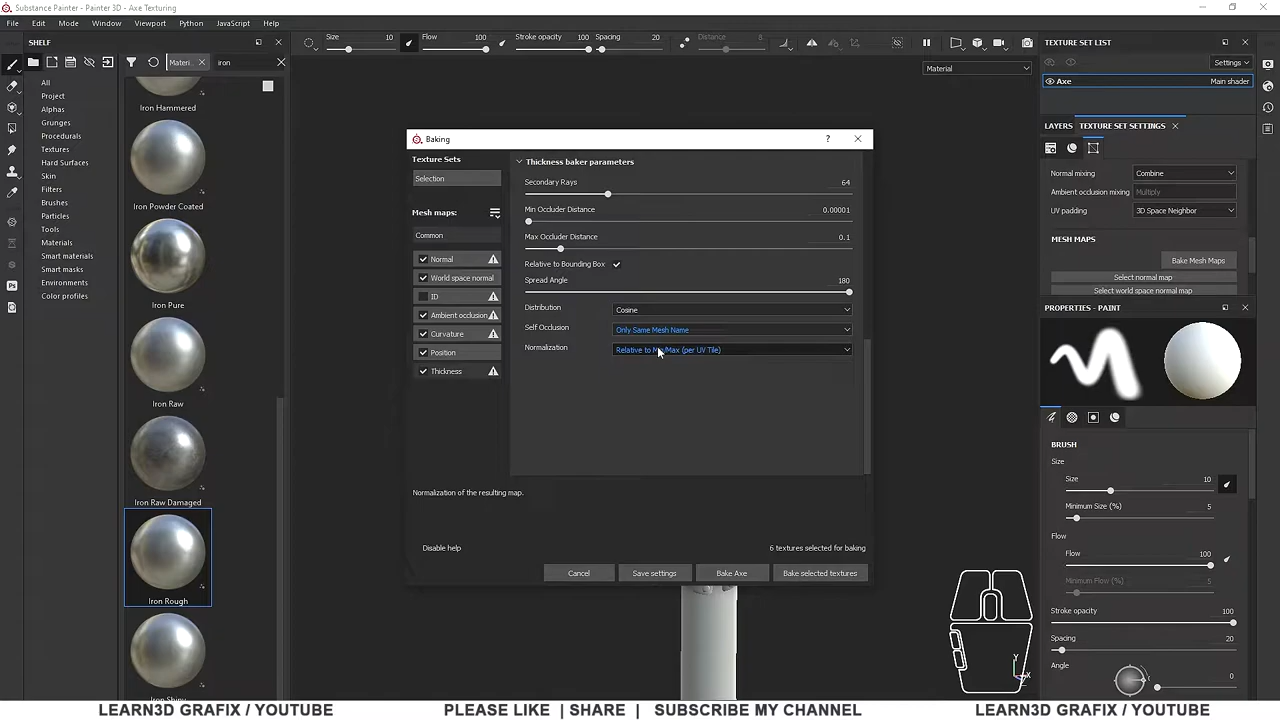 Substance Painter - Painter 3D - Axe Texturing
File Edit Mode Window Viewport Python JavaScript Help
SHELF
Size 10 Flow 100 Stroke opacity 100 Spacing 20 Distance 8
TEXTURE SET LIST
Materi... iron
Settings
Material
Axe Main shader
All
Project
Alphas
Grunges
Procedurals
Textures
Hard Surfaces
Skin
Filters
Brushes
Particles
Tools
Materials
Smart materials
Smart masks
Environments
Color profiles
Iron Hammered
Iron Powder Coated
Iron Pure
Iron Raw
Iron Raw Damaged
Iron Rough
Baking
?
Texture Sets
Selection
Mesh maps:
Common
Normal
World space normal
ID
Ambient occlusion
Curvature
Position
Thickness
Thickness baker parameters
Secondary Rays 64
Min Occluder Distance 0.00001
Max Occluder Distance 0.1
Relative to Bounding Box
Spread Angle 180
Distribution Cosine
Self Occlusion Only Same Mesh Name
Normalization Relative to Min/Max (per UV Tile)
Normalization of the resulting map.
Disable help
6 textures selected for baking
Cancel Save settings Bake Axe Bake selected textures
LAYERS TEXTURE SET SETTINGS
Normal mixing Combine
Ambient occlusion mixing Multiply
UV padding 3D Space Neighbor
MESH MAPS
Bake Mesh Maps
Select normal map
Select world space normal map
PROPERTIES - PAINT
BRUSH
Size
Size 10
Minimum Size (%) 5
Flow
Flow 100
Minimum Flow (%) 5
Stroke opacity 100
Spacing 20
Angle 0
Ps
Y
X
LEARN3D GRAFIX / YOUTUBE PLEASE LIKE | SHARE | SUBSCRIBE MY CHANNEL LEARN3D GRAFIX / YOUTUBE